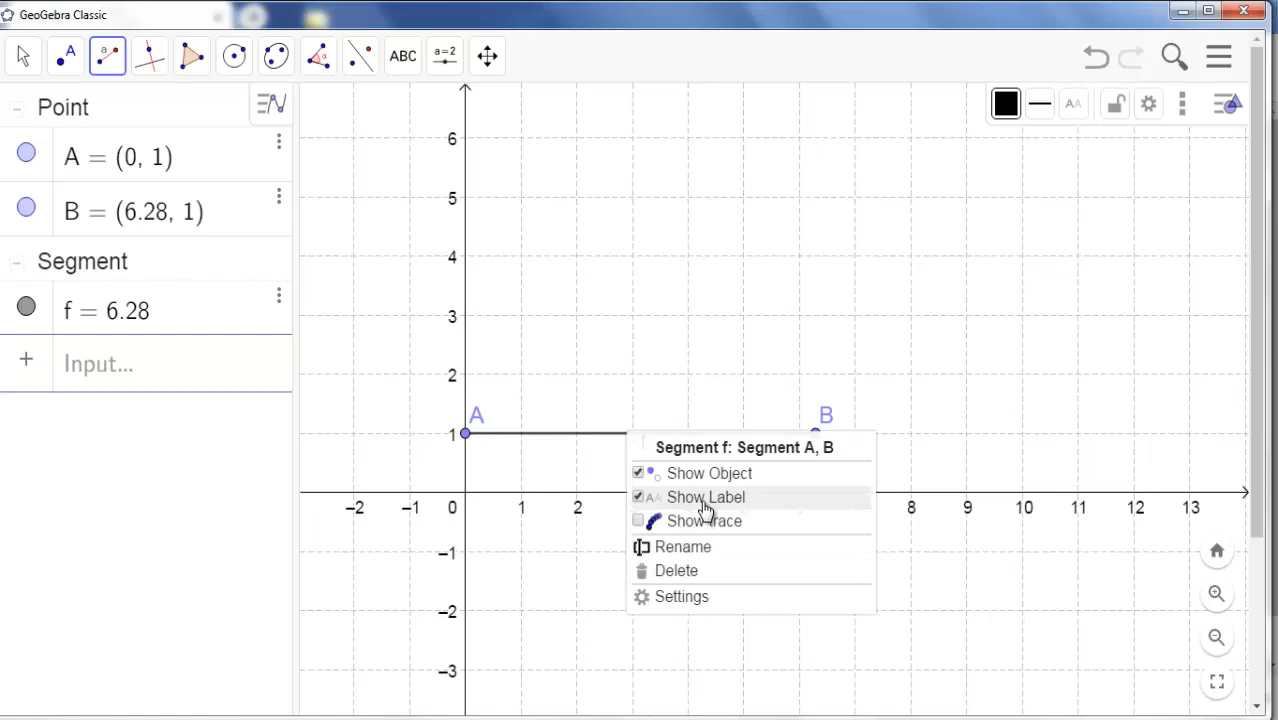 GeoGebra Classic
ABC
a=2
Point
A = (0, 1)
B = (6.28, 1)
Segment
f = 6.28
Input...
6
5
4
3
2
A
B
1
Segment f: Segment A, B
Show Object
Show Label
Show trace
Rename
Delete
Settings
−2
−1
0
1
2
8
9
10
11
12
13
−1
−2
−3